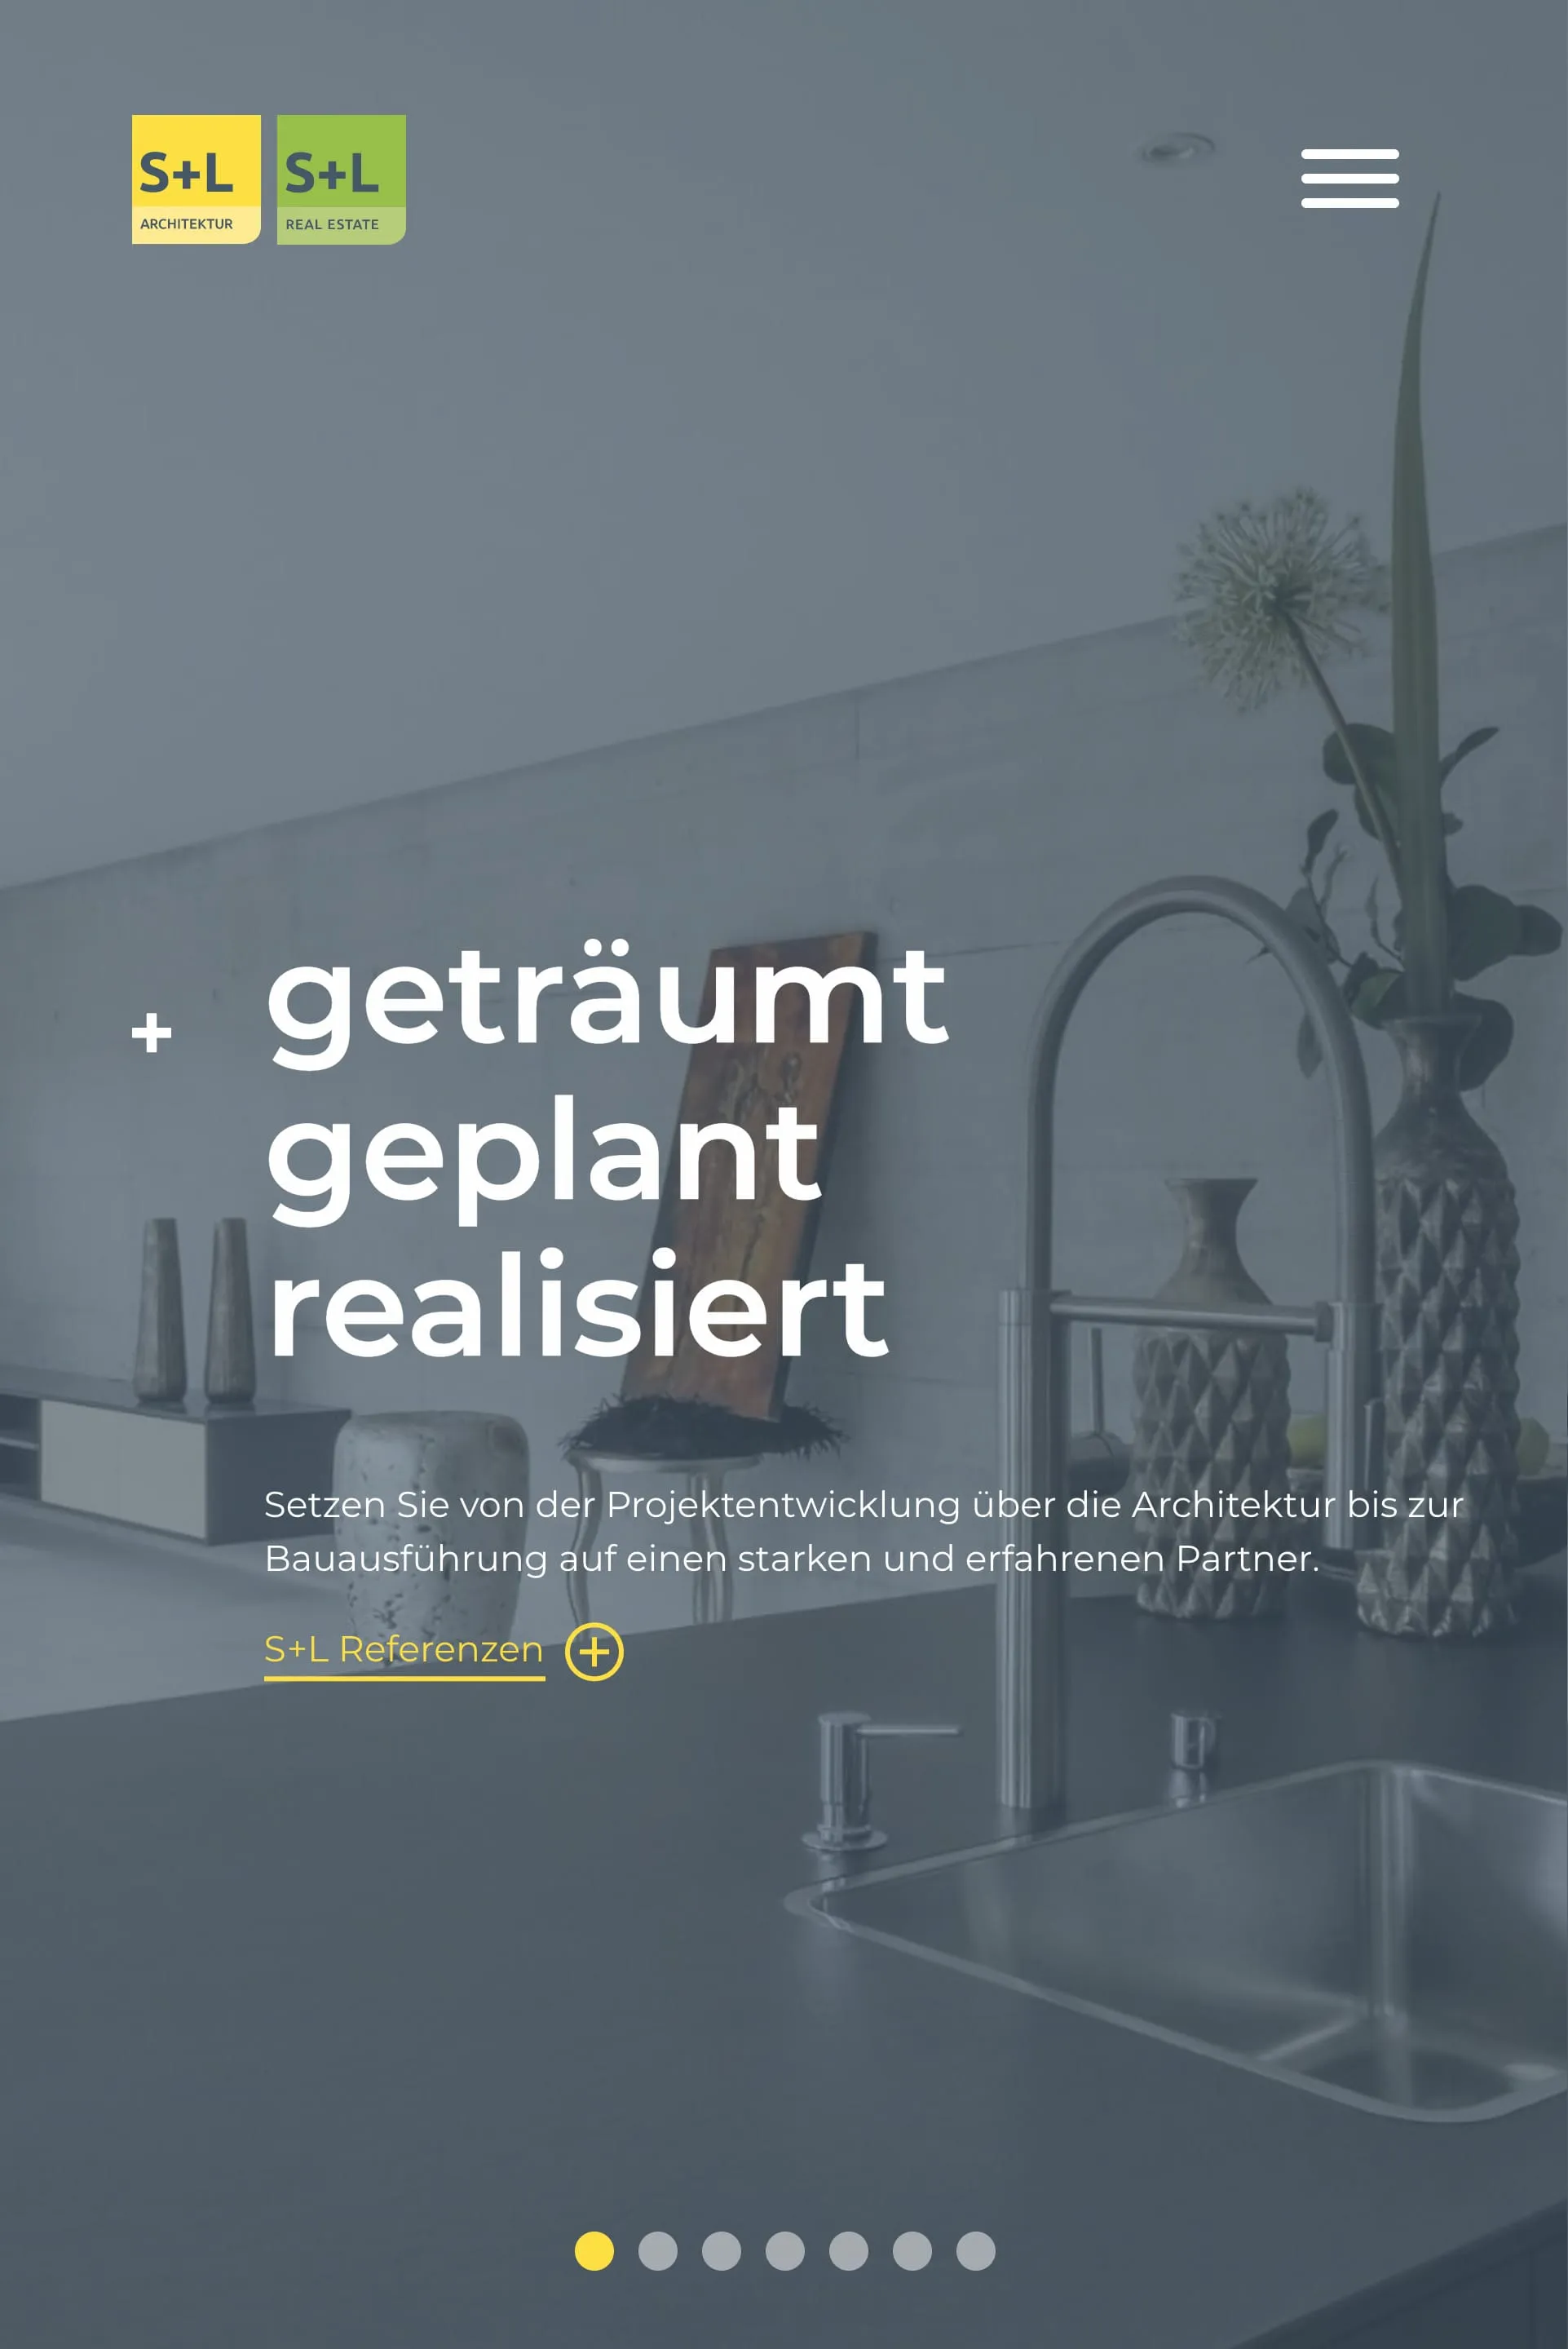 S+L
ARCHITEKTUR
S+L
REAL ESTATE
+
geträumt
geplant
realisiert
Setzen Sie von der Projektentwicklung über die Architektur bis zur
Bauausführung auf einen starken und erfahrenen Partner.
S+L Referenzen